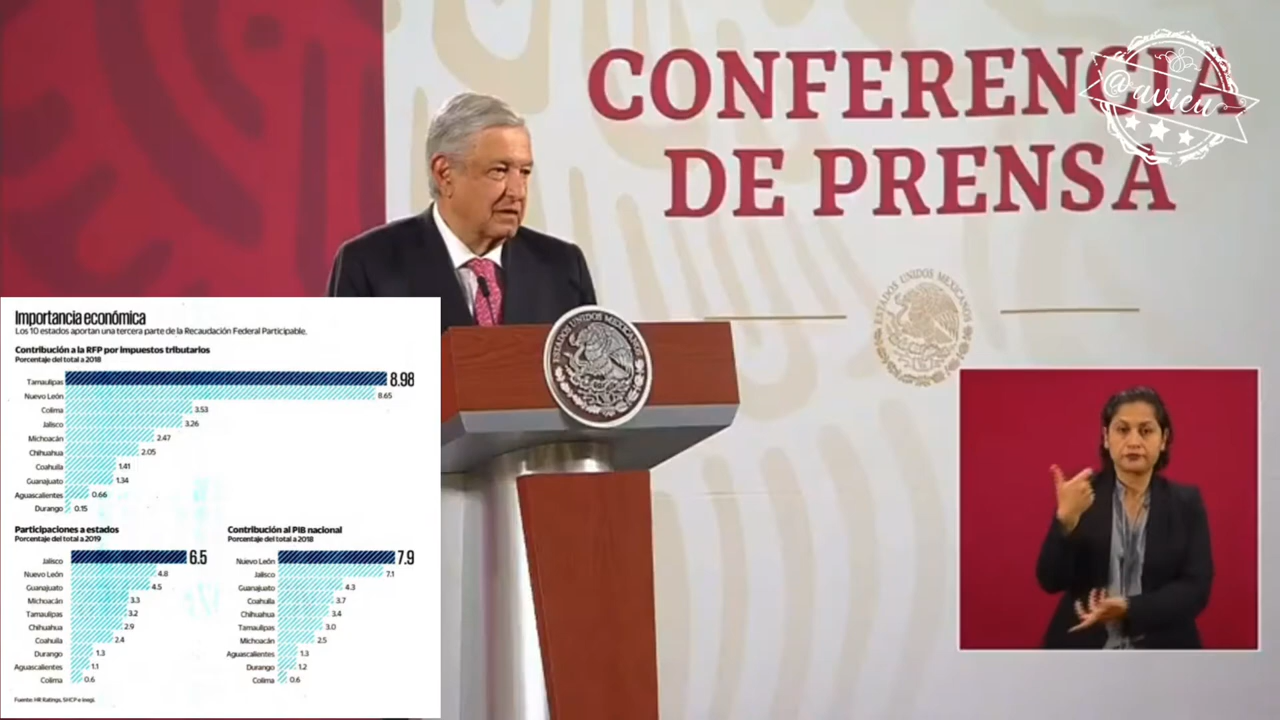 CONFERENCIA
DE PRENSA
@avieu
ESTADOS UNIDOS MEXICANOS
ESTADOS UNIDOS MEXICANOS
Importancia económica
Los 10 estados aportan una tercera parte de la Recaudación Federal Participable.
Contribución a la RFP por impuestos tributarios
Porcentaje del total a 2018
Tamaulipas 8.98
Nuevo León 8.65
Colima 3.53
Jalisco 3.26
Michoacán 2.47
Chihuahua 2.05
Coahuila 1.41
Guanajuato 1.34
Aguascalientes 0.66
Durango 0.15
Participaciones a estados
Porcentaje del total a 2019
Jalisco 6.5
Nuevo León 4.8
Guanajuato 4.5
Michoacán 3.3
Tamaulipas 3.2
Chihuahua 2.9
Coahuila 2.4
Durango 1.3
Aguascalientes 1.1
Colima 0.6
Contribución al PIB nacional
Porcentaje del total a 2018
Nuevo León 7.9
Jalisco 7.1
Guanajuato 4.3
Coahuila 3.7
Chihuahua 3.4
Tamaulipas 3.0
Michoacán 2.5
Aguascalientes 1.3
Durango 1.2
Colima 0.6
Fuente: HR Ratings, SHCP e Inegi.